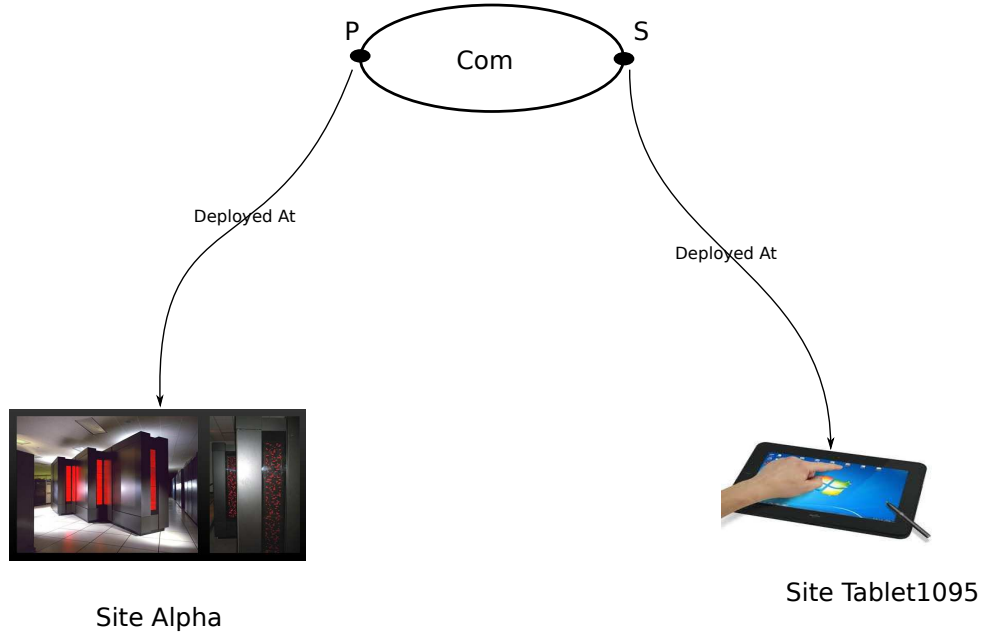 P
S
Com
Deployed At
Deployed At
Site Tablet1095
Site Alpha